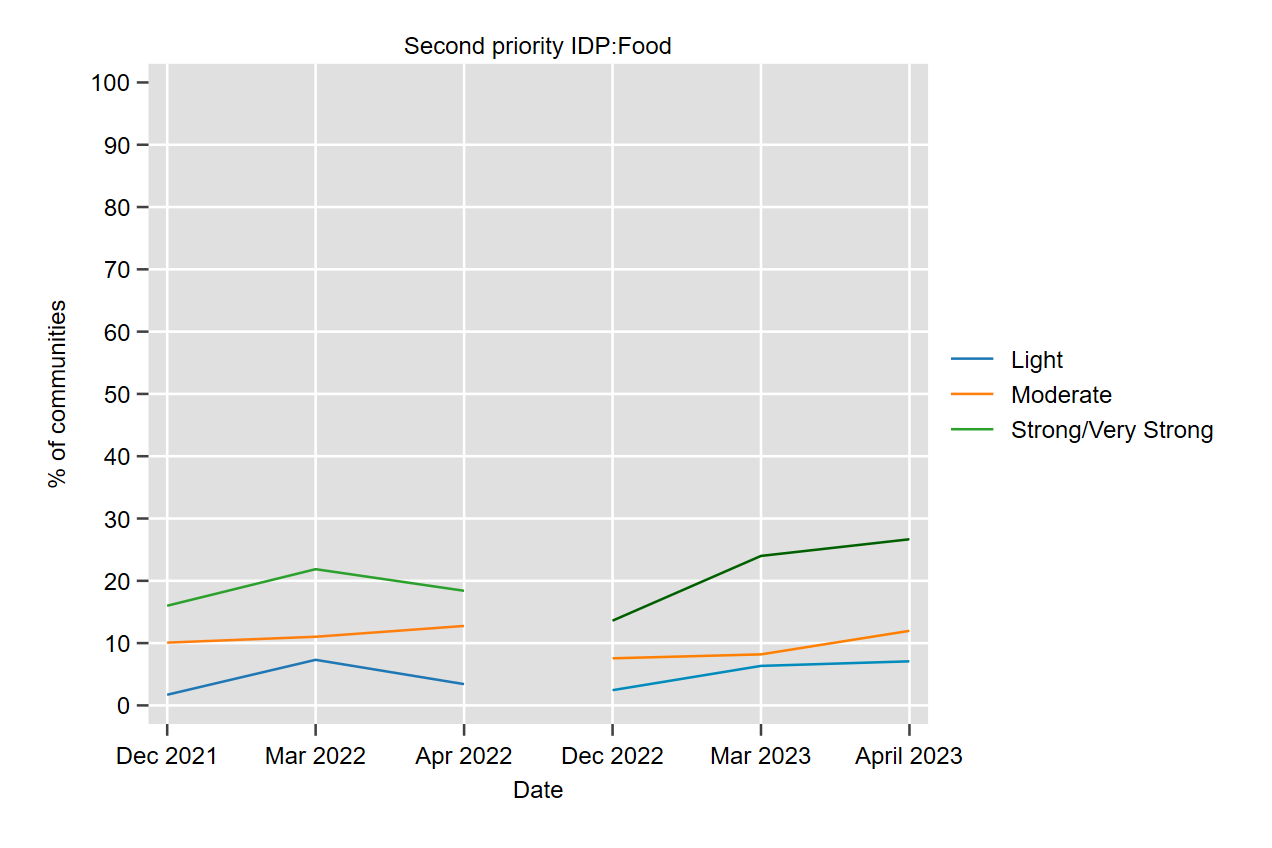 Second priority IDP:Food
100
90
80
70
60
50
40
30
20
10
0
% of communities
Dec 2021 Mar 2022 Apr 2022 Dec 2022 Mar 2023 April 2023
Date
Light
Moderate
Strong/Very Strong